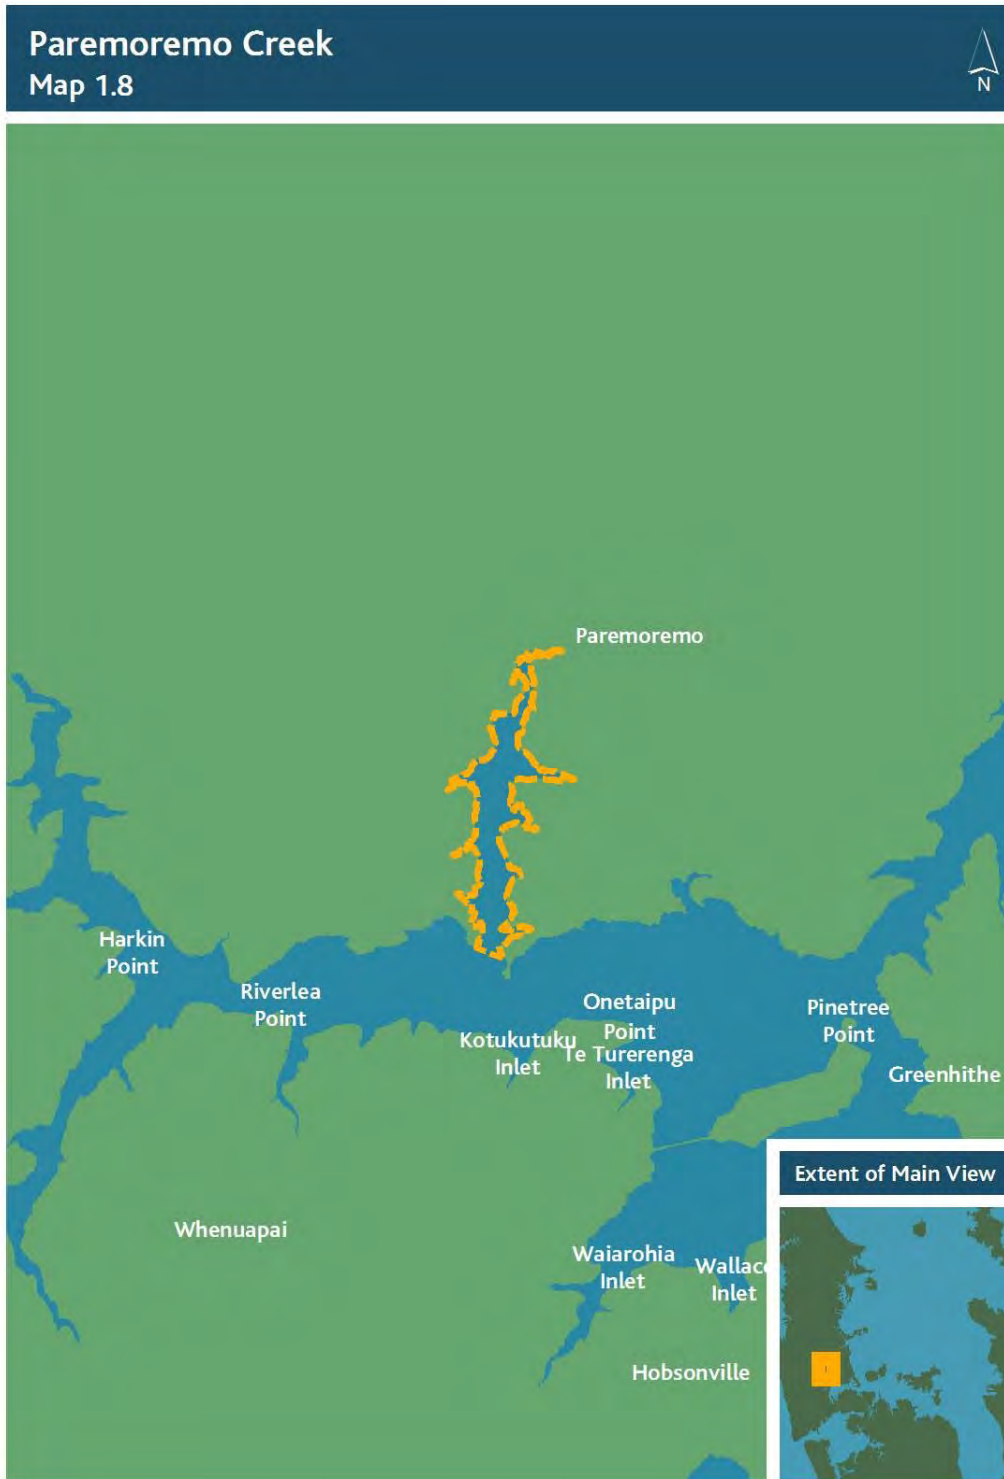 Paremoremo Creek
Map 1.8
N
Paremoremo
Harkin
Point
Riverlea
Point
Onetaipu
Point
Pinetree
Point
Kotukutuku
Inlet
Te Turerenga
Inlet
Greenhithe
Extent of Main View
Whenuapai
Waiarohia
Inlet
Wallace
Inlet
Hobsonville